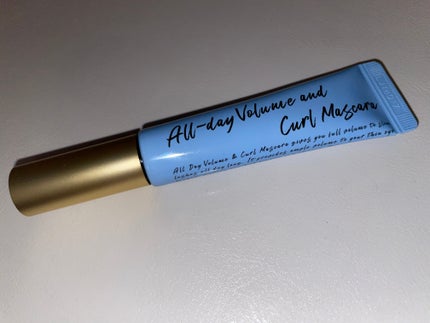 All-day Volume and
Curl Mascara
All Day Volume & Curl Mascara gives you full volume to
lashes all day long. It provides ample volume to your thin